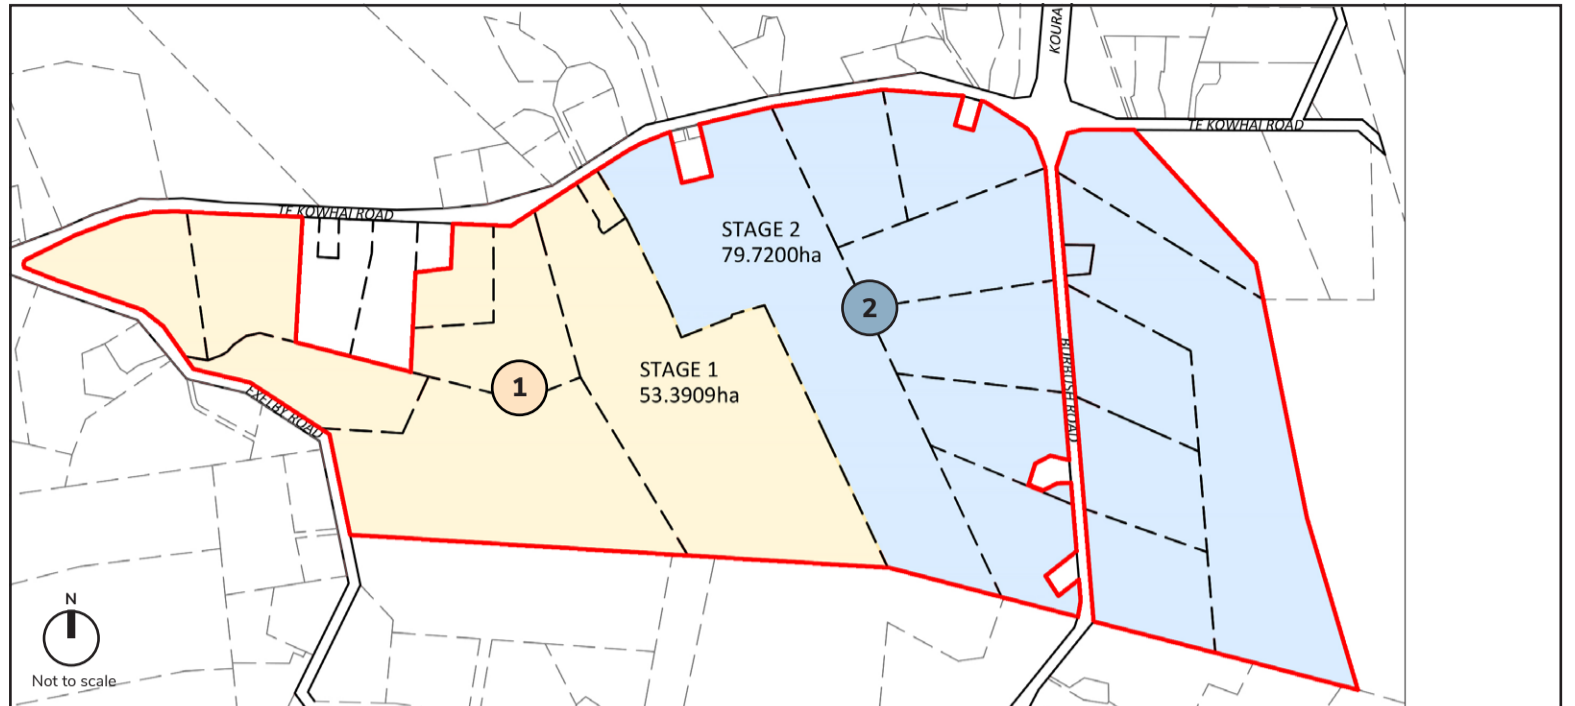 KOURA
TE KOWHAI ROAD
TE KOWHAI ROAD
STAGE 2
79.7200ha
2
STAGE 1
53.3909ha
1
BURBUSH ROAD
EXELBY ROAD
N
Not to scale